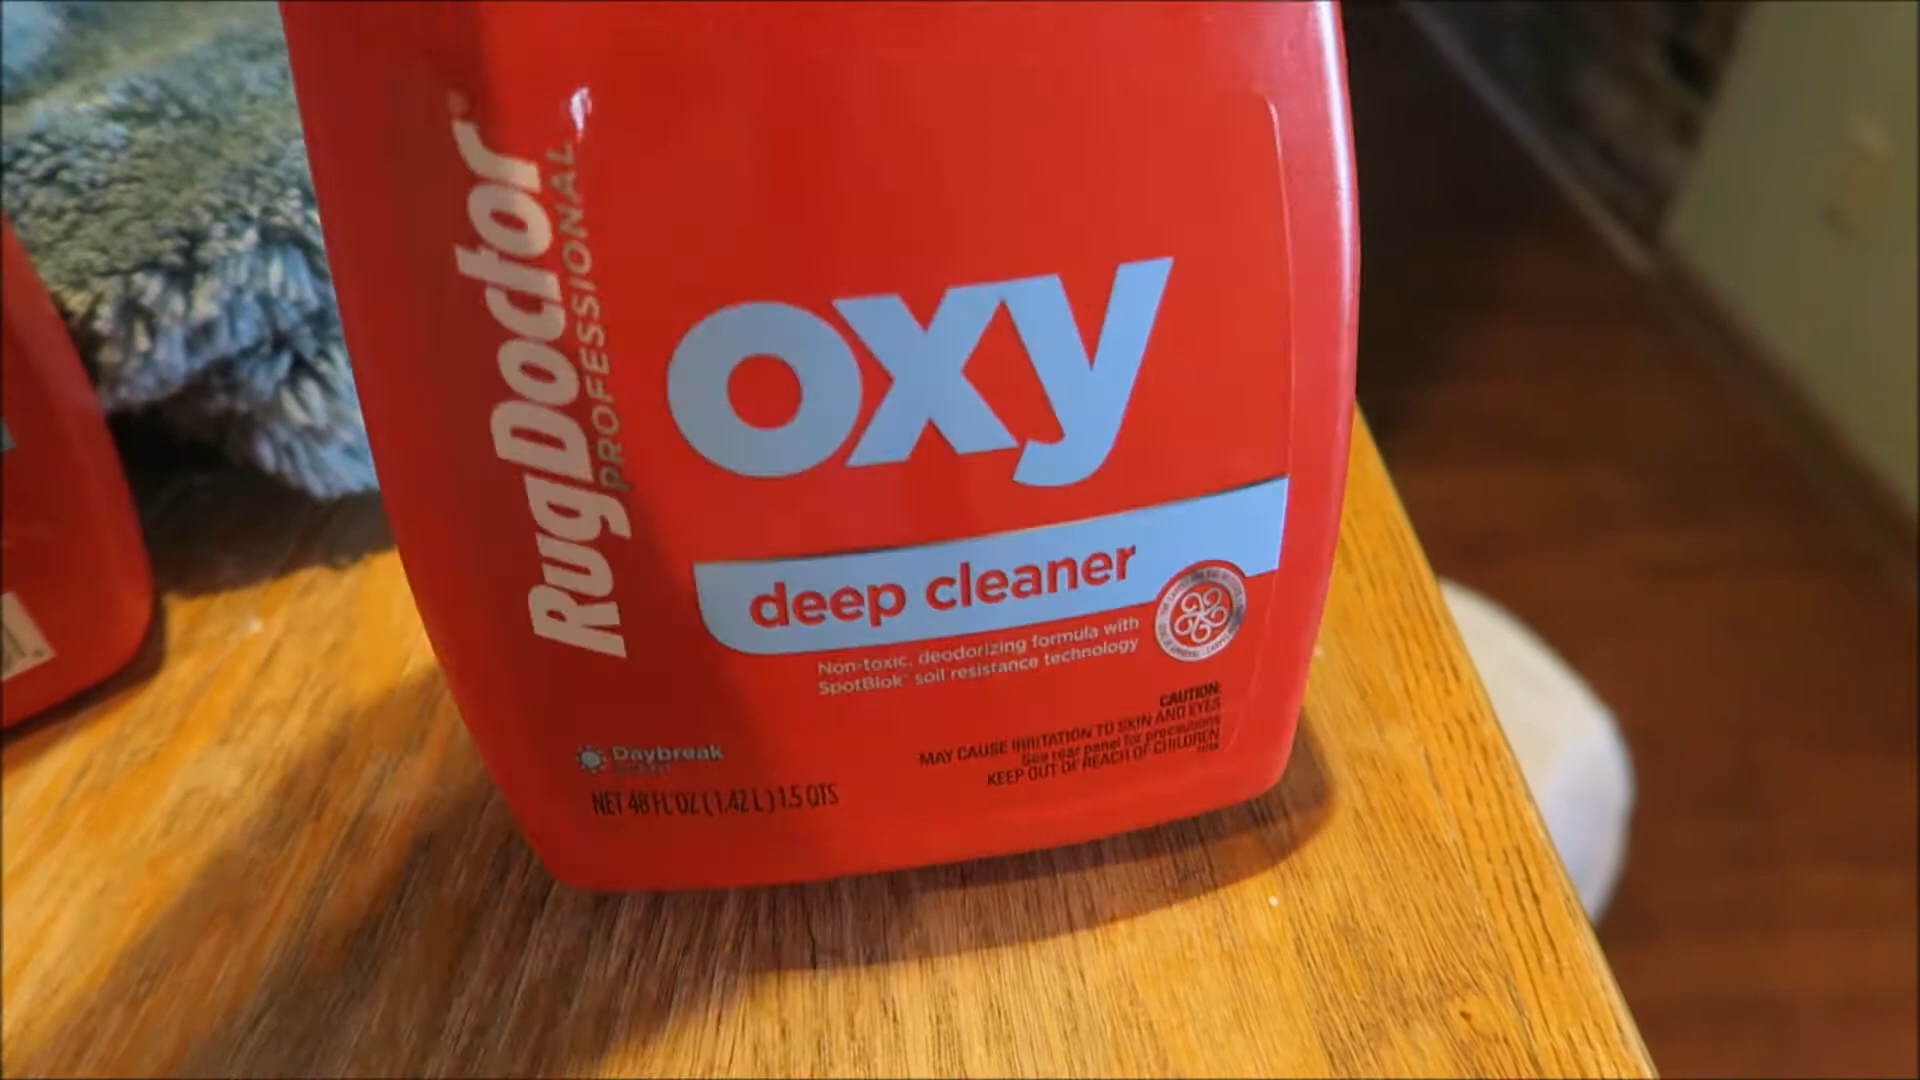 RugDoctor®
PROFESSIONAL
oxy
deep cleaner
Non-toxic, deodorizing formula with
SpotBlok™ soil resistance technology
CAUTION:
MAY CAUSE IRRITATION TO SKIN AND EYES
See rear panel for precautions
KEEP OUT OF REACH OF CHILDREN
Daybreak
NET 48 FL OZ (1.42 L) 1.5 QTS